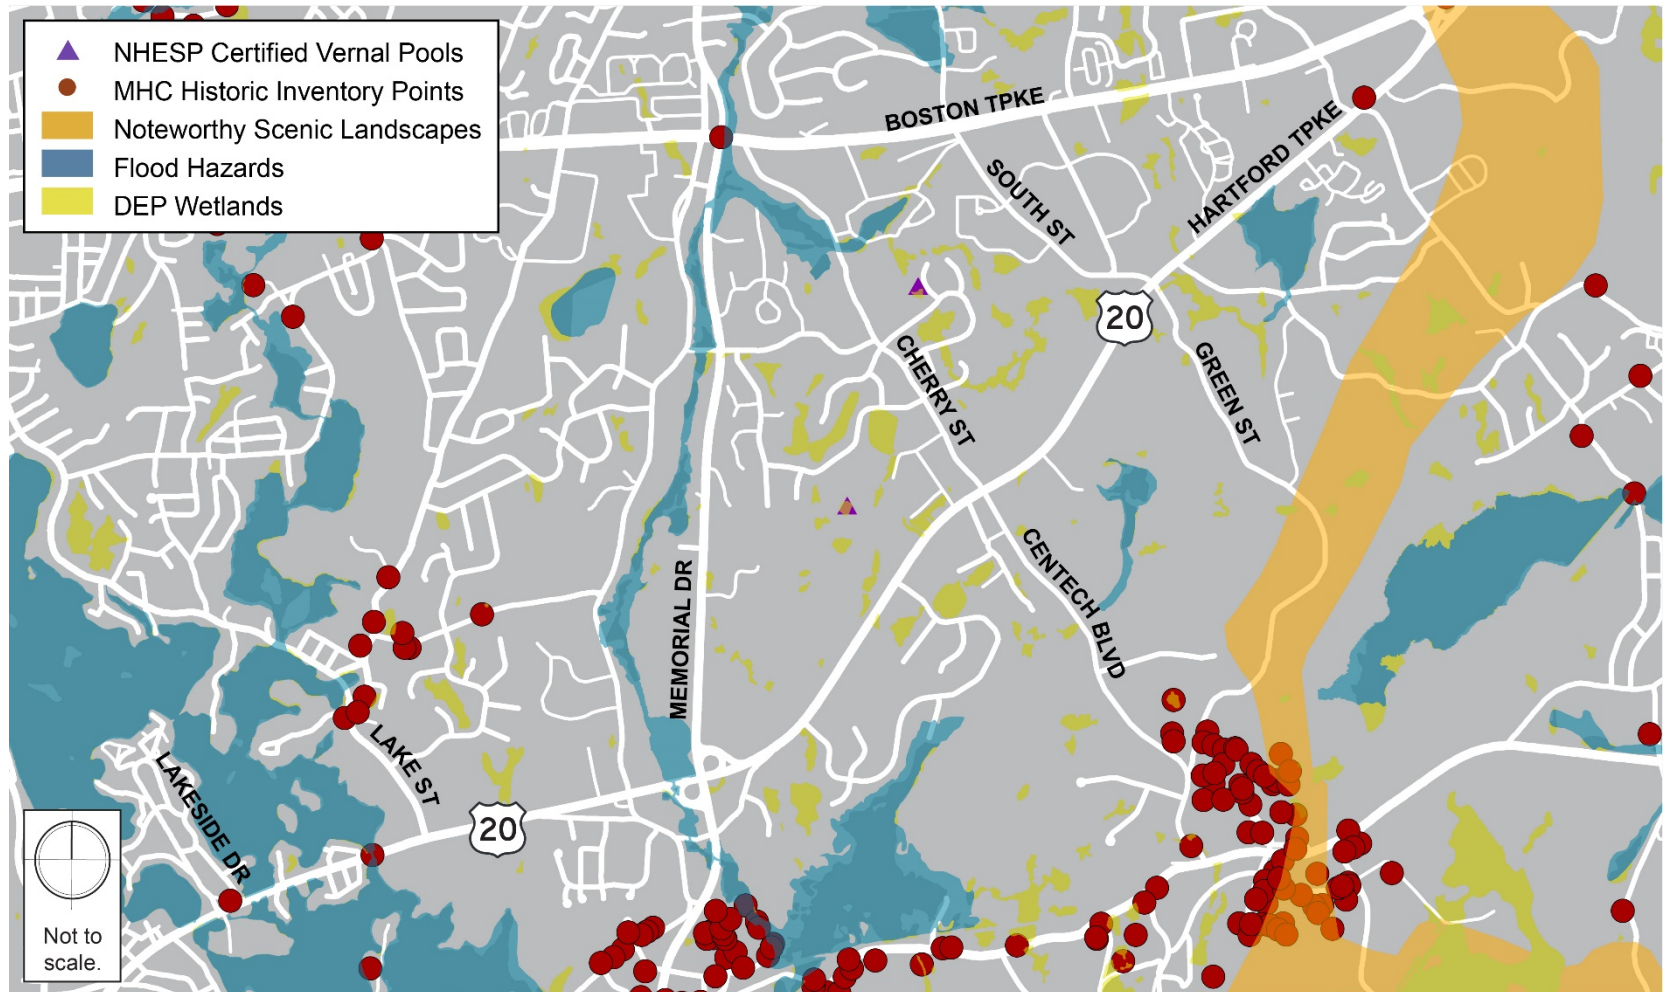 NHESP Certified Vernal Pools
MHC Historic Inventory Points
Noteworthy Scenic Landscapes
Flood Hazards
DEP Wetlands
BOSTON TPKE
HARTFORD TPKE
SOUTH ST
20
CHERRY ST
GREEN ST
CENTECH BLVD
MEMORIAL DR
LAKE ST
LAKESIDE DR
20
Not to
scale.